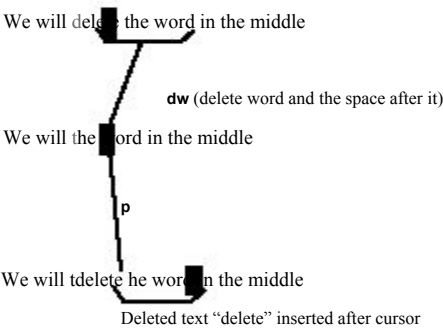 We will delete the word in the middle
dw (delete word and the space after it)
We will the word in the middle
p
We will tdelete he word in the middle
Deleted text “delete” inserted after cursor